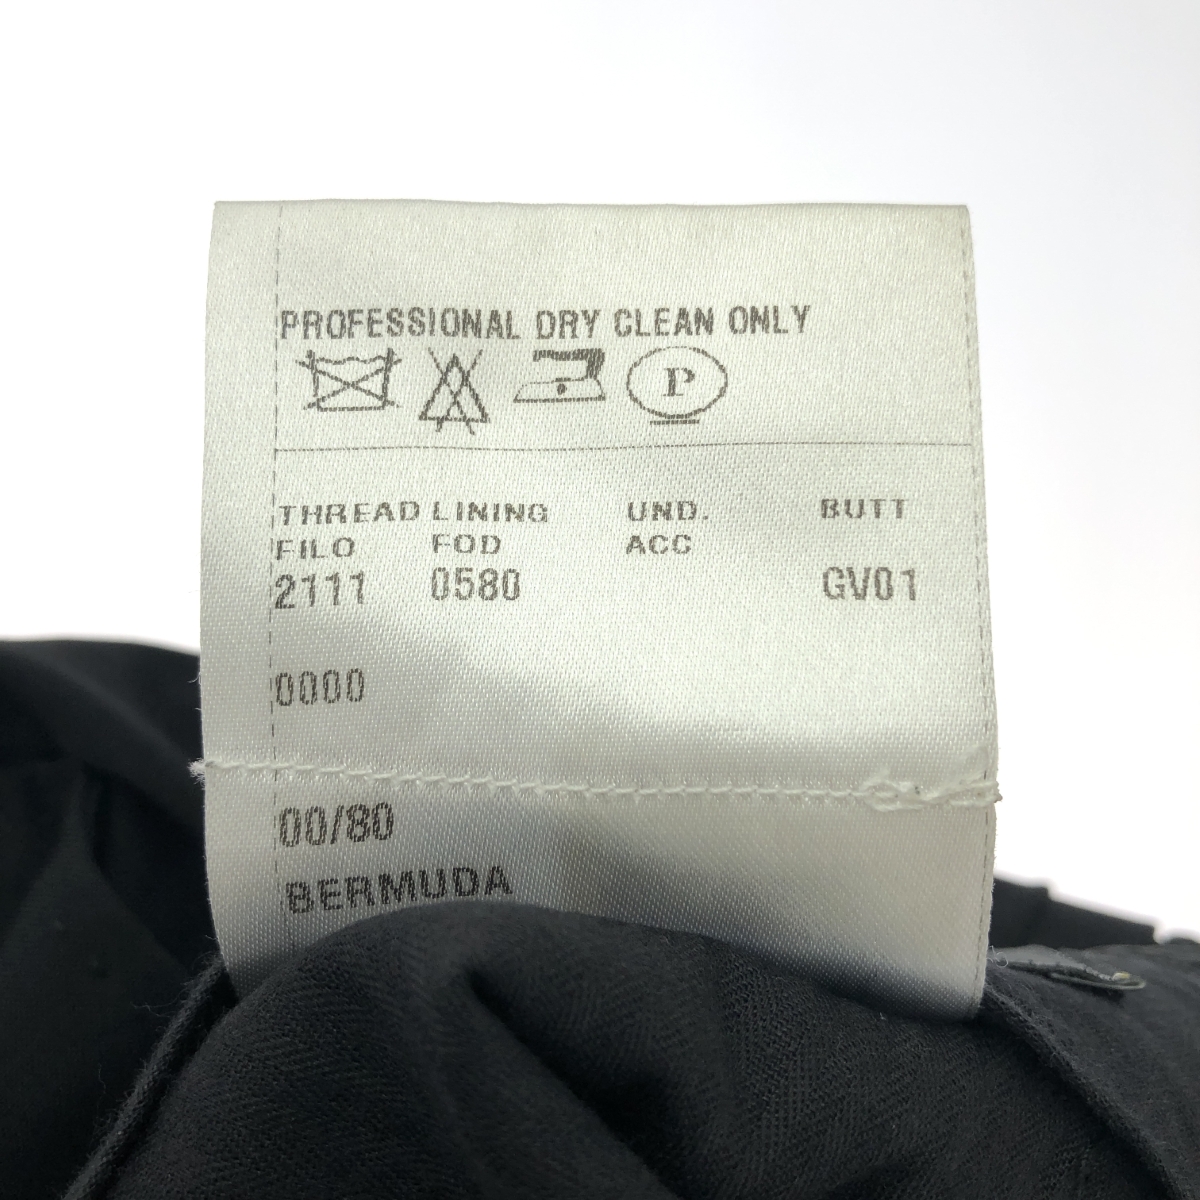 PROFESSIONAL DRY CLEAN ONLY
P
THREAD LINING UND. BUTT
FILO FOD ACC
2111 0580 GV01
0000
00/80
BERMUDA